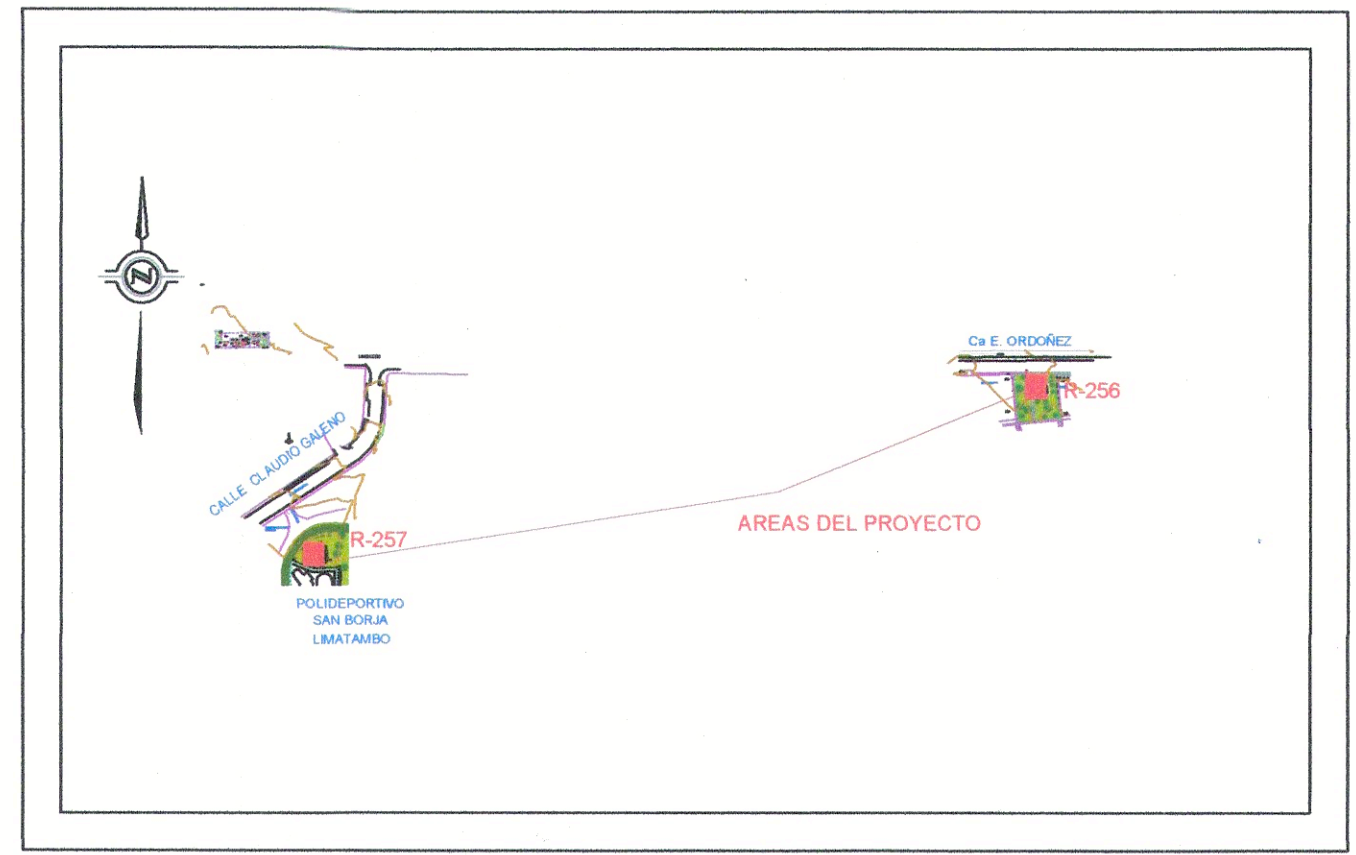 N
Ca E. ORDOÑEZ
R-256
CALLE CLAUDIO GALENO
AREAS DEL PROYECTO
R-257
POLIDEPORTIVO
SAN BORJA
LIMATAMBO